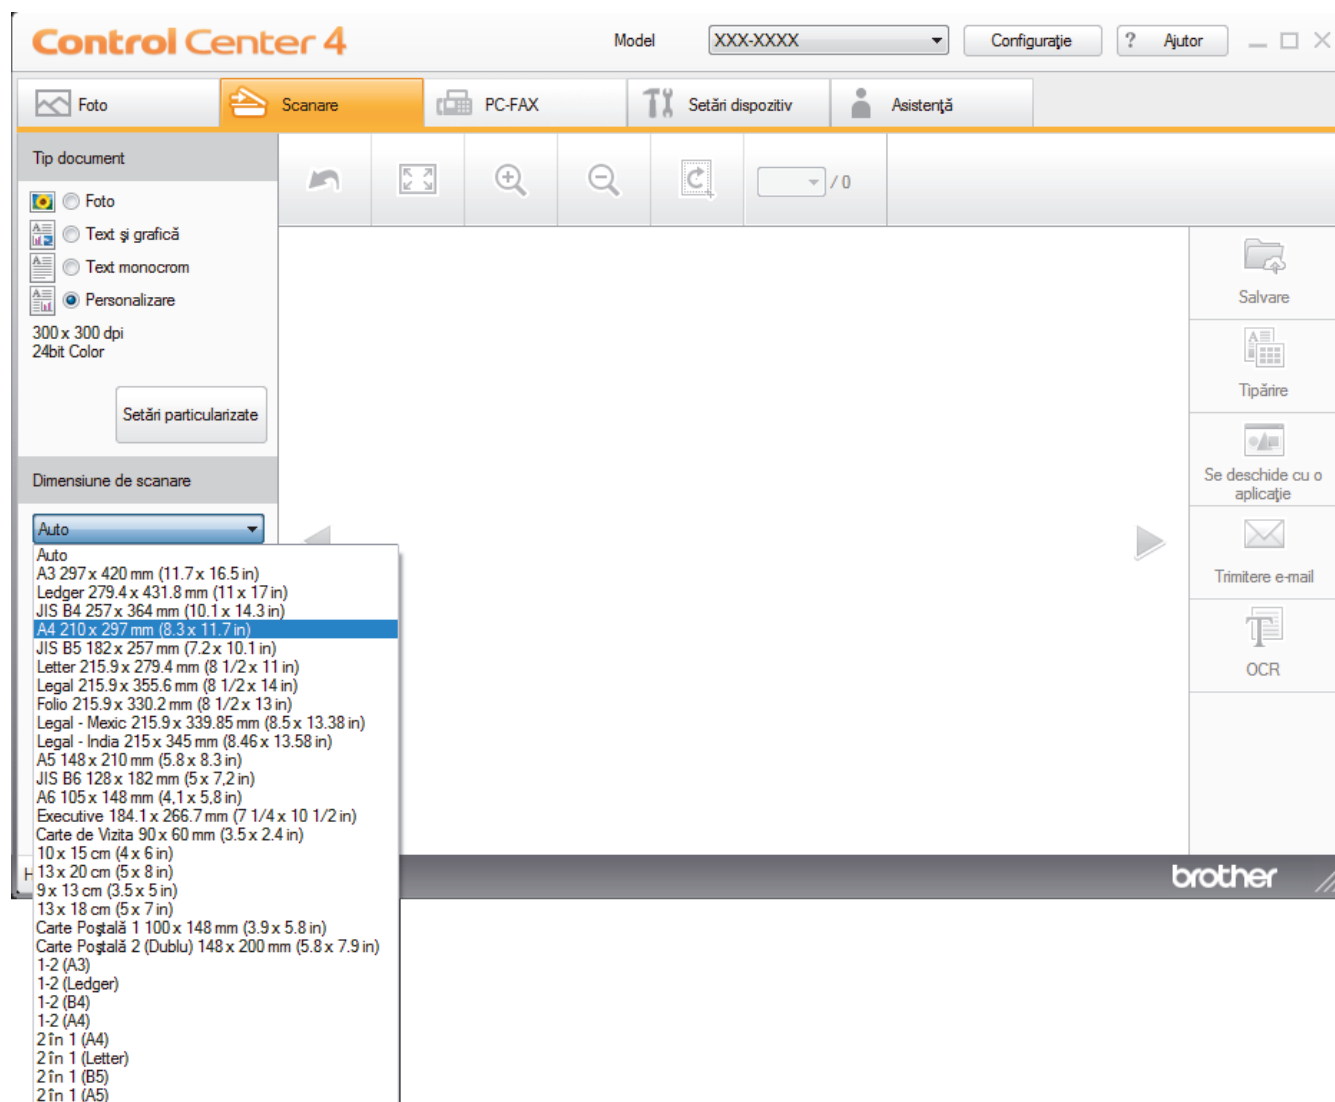 Control Center 4
Model
XXX-XXXX
Configuraţie
? Ajutor
Foto
Scanare
PC-FAX
Setări dispozitiv
Asistenţă
Tip document
/ 0
Foto
Text şi grafică
Text monocrom
Personalizare
300 x 300 dpi
24bit Color
Setări particularizate
Dimensiune de scanare
Auto
Auto
A3 297 x 420 mm (11.7 x 16.5 in)
Ledger 279.4 x 431.8 mm (11 x 17 in)
JIS B4 257 x 364 mm (10.1 x 14.3 in)
A4 210 x 297 mm (8.3 x 11.7 in)
JIS B5 182 x 257 mm (7.2 x 10.1 in)
Letter 215.9 x 279.4 mm (8 1/2 x 11 in)
Legal 215.9 x 355.6 mm (8 1/2 x 14 in)
Folio 215.9 x 330.2 mm (8 1/2 x 13 in)
Legal - Mexic 215.9 x 339.85 mm (8.5 x 13.38 in)
Legal - India 215 x 345 mm (8.46 x 13.58 in)
A5 148 x 210 mm (5.8 x 8.3 in)
JIS B6 128 x 182 mm (5 x 7,2 in)
A6 105 x 148 mm (4,1 x 5,8 in)
Executive 184.1 x 266.7 mm (7 1/4 x 10 1/2 in)
Carte de Vizita 90 x 60 mm (3.5 x 2.4 in)
10 x 15 cm (4 x 6 in)
13 x 20 cm (5 x 8 in)
9 x 13 cm (3.5 x 5 in)
13 x 18 cm (5 x 7 in)
Carte Poştală 1 100 x 148 mm (3.9 x 5.8 in)
Carte Poştală 2 (Dublu) 148 x 200 mm (5.8 x 7.9 in)
1-2 (A3)
1-2 (Ledger)
1-2 (B4)
1-2 (A4)
2 în 1 (A4)
2 în 1 (Letter)
2 în 1 (B5)
2 în 1 (A5)
Salvare
Tipărire
Se deschide cu o
aplicaţie
Trimitere e-mail
OCR
brother